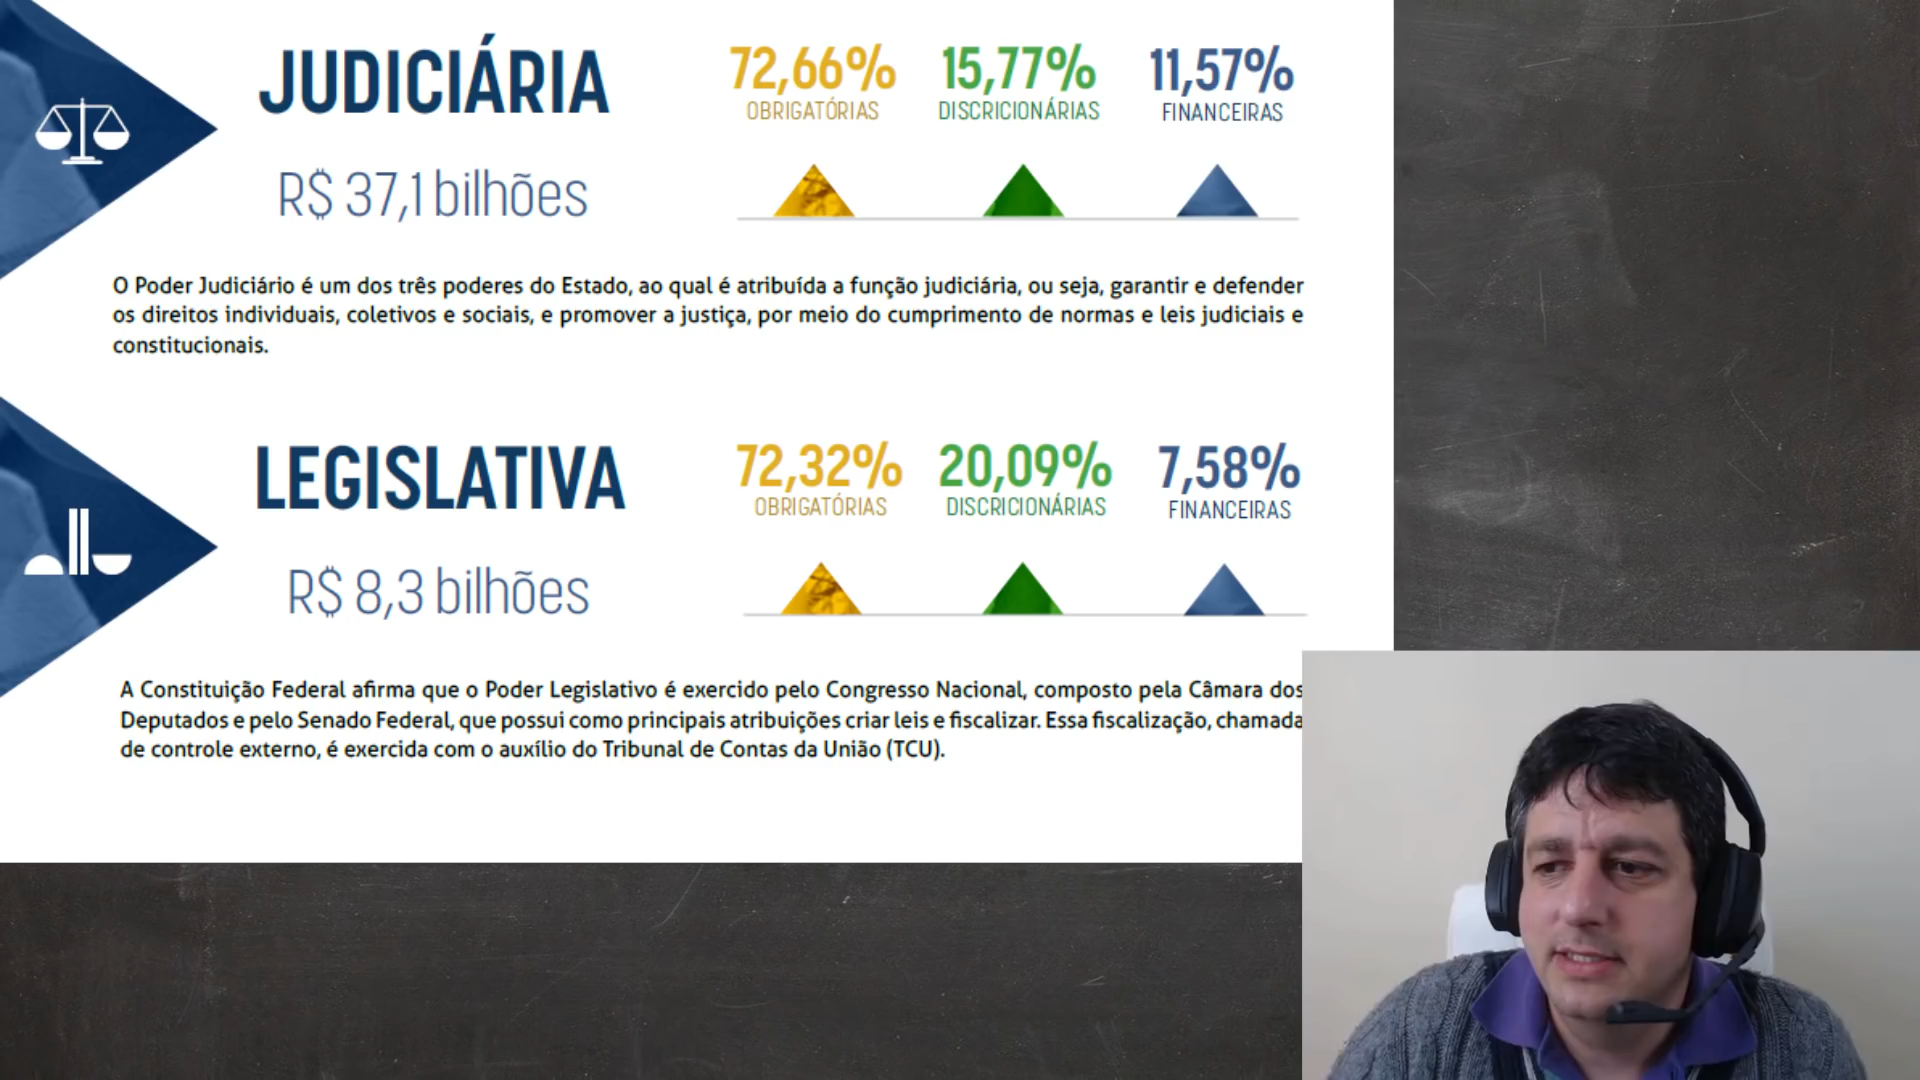 JUDICIÁRIA
R$ 37,1 bilhões
72,66%
OBRIGATÓRIAS
15,77%
DISCRICIONÁRIAS
11,57%
FINANCEIRAS
O Poder Judiciário é um dos três poderes do Estado, ao qual é atribuída a função judiciária, ou seja, garantir e defender
os direitos individuais, coletivos e sociais, e promover a justiça, por meio do cumprimento de normas e leis judiciais e
constitucionais.
LEGISLATIVA
R$ 8,3 bilhões
72,32%
OBRIGATÓRIAS
20,09%
DISCRICIONÁRIAS
7,58%
FINANCEIRAS
A Constituição Federal afirma que o Poder Legislativo é exercido pelo Congresso Nacional, composto pela Câmara dos
Deputados e pelo Senado Federal, que possui como principais atribuições criar leis e fiscalizar. Essa fiscalização, chamada
de controle externo, é exercida com o auxílio do Tribunal de Contas da União (TCU).